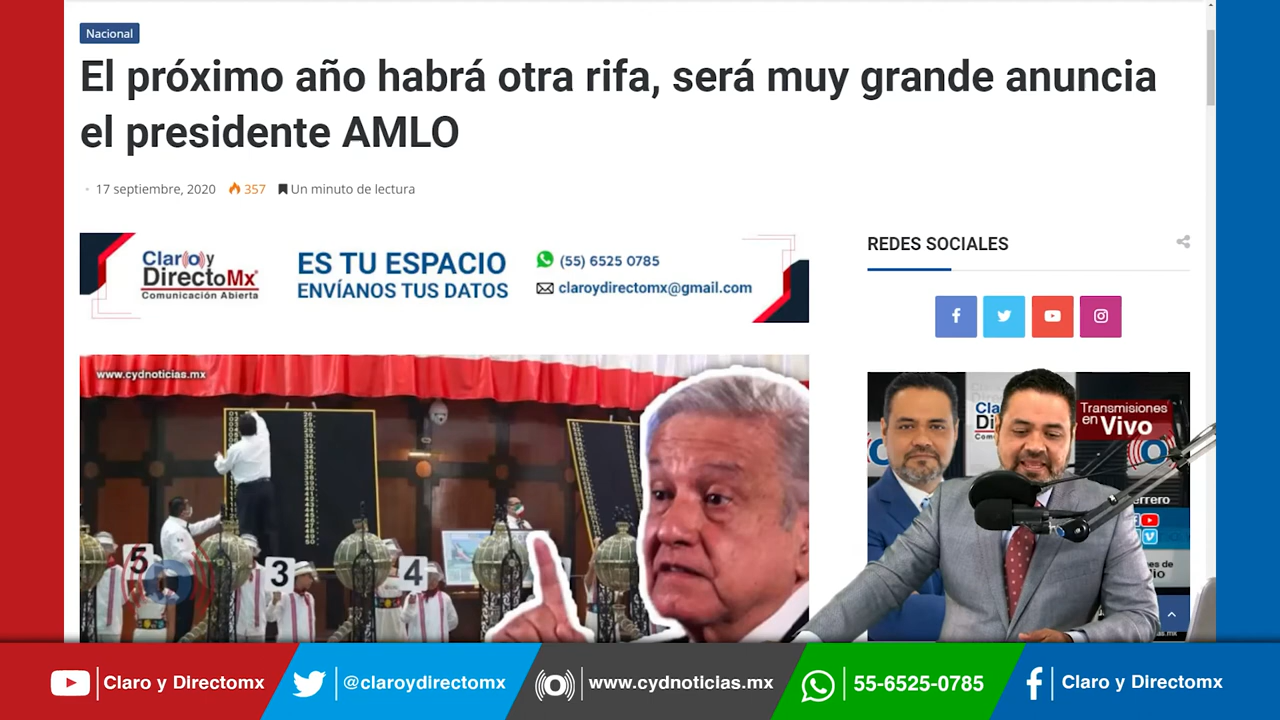 Nacional
El próximo año habrá otra rifa, será muy grande anuncia
el presidente AMLO
17 septiembre, 2020 357 Un minuto de lectura
Claro y
DirectoMx
Comunicación Abierta
ES TU ESPACIO
ENVÍANOS TUS DATOS
(55) 6525 0785
claroydirectomx@gmail.com
REDES SOCIALES
www.cydnoticias.mx
5
3
4
Transmisiones
en Vivo
Claro y Directomx
@claroydirectomx
www.cydnoticias.mx
55-6525-0785
Claro y Directomx